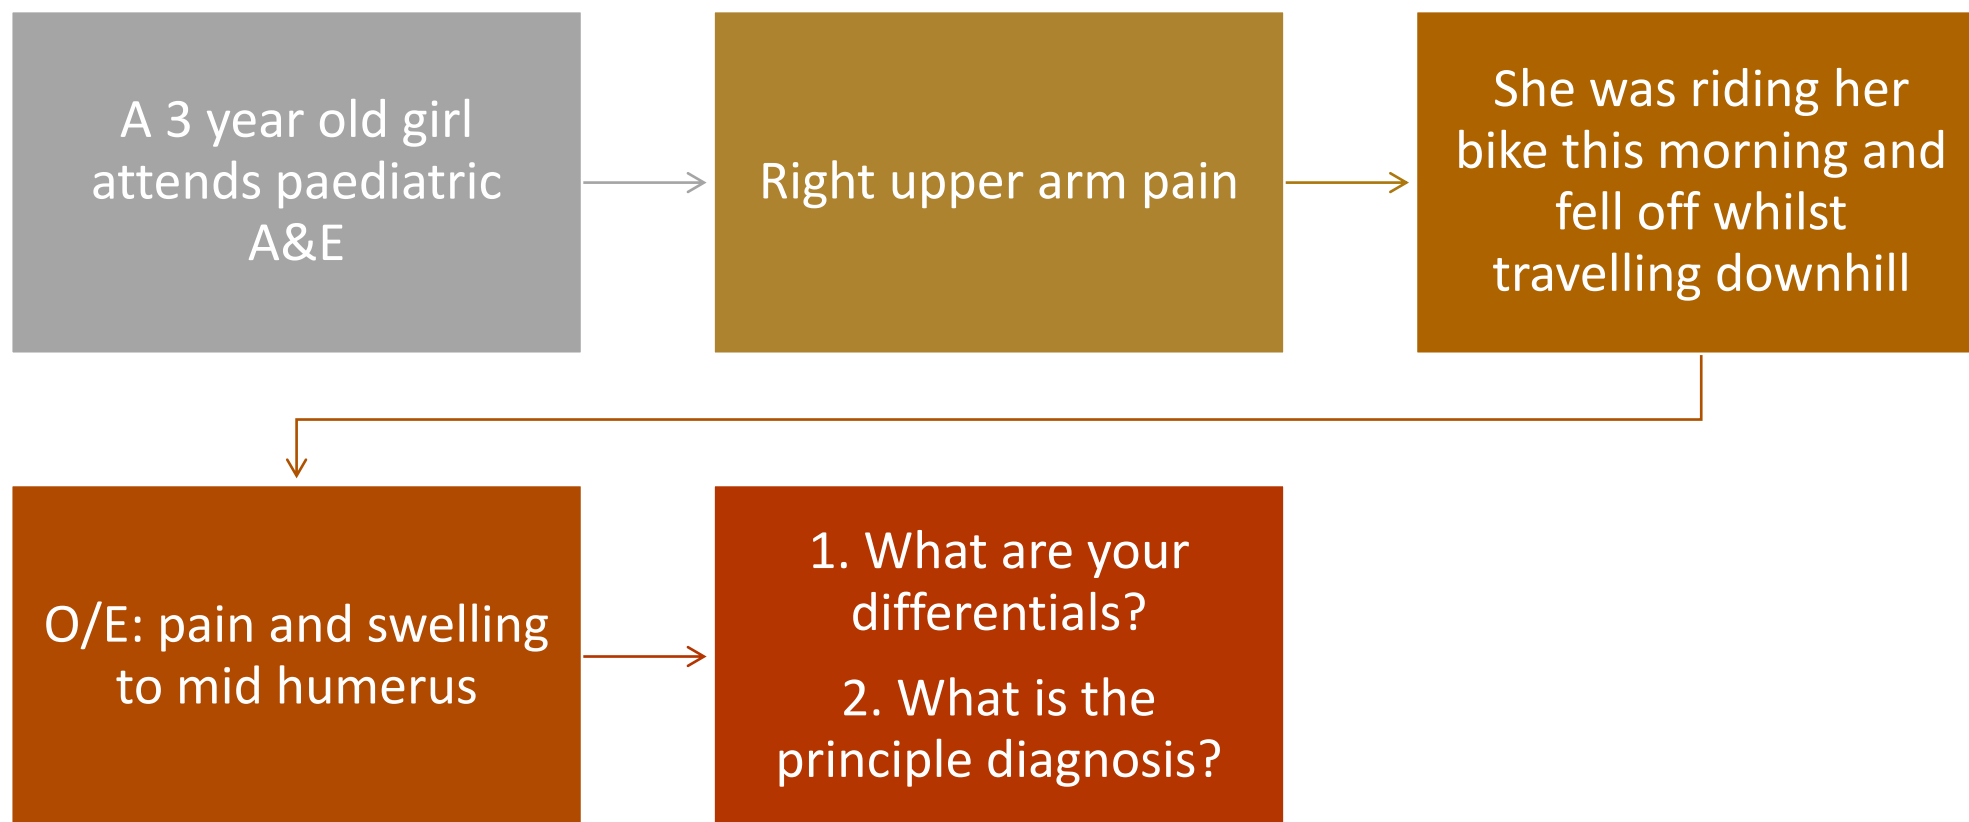 A 3 year old girl
attends paediatric
A&E
Right upper arm pain
She was riding her
bike this morning and
fell off whilst
travelling downhill
O/E: pain and swelling
to mid humerus
1. What are your
differentials?
2. What is the
principle diagnosis?